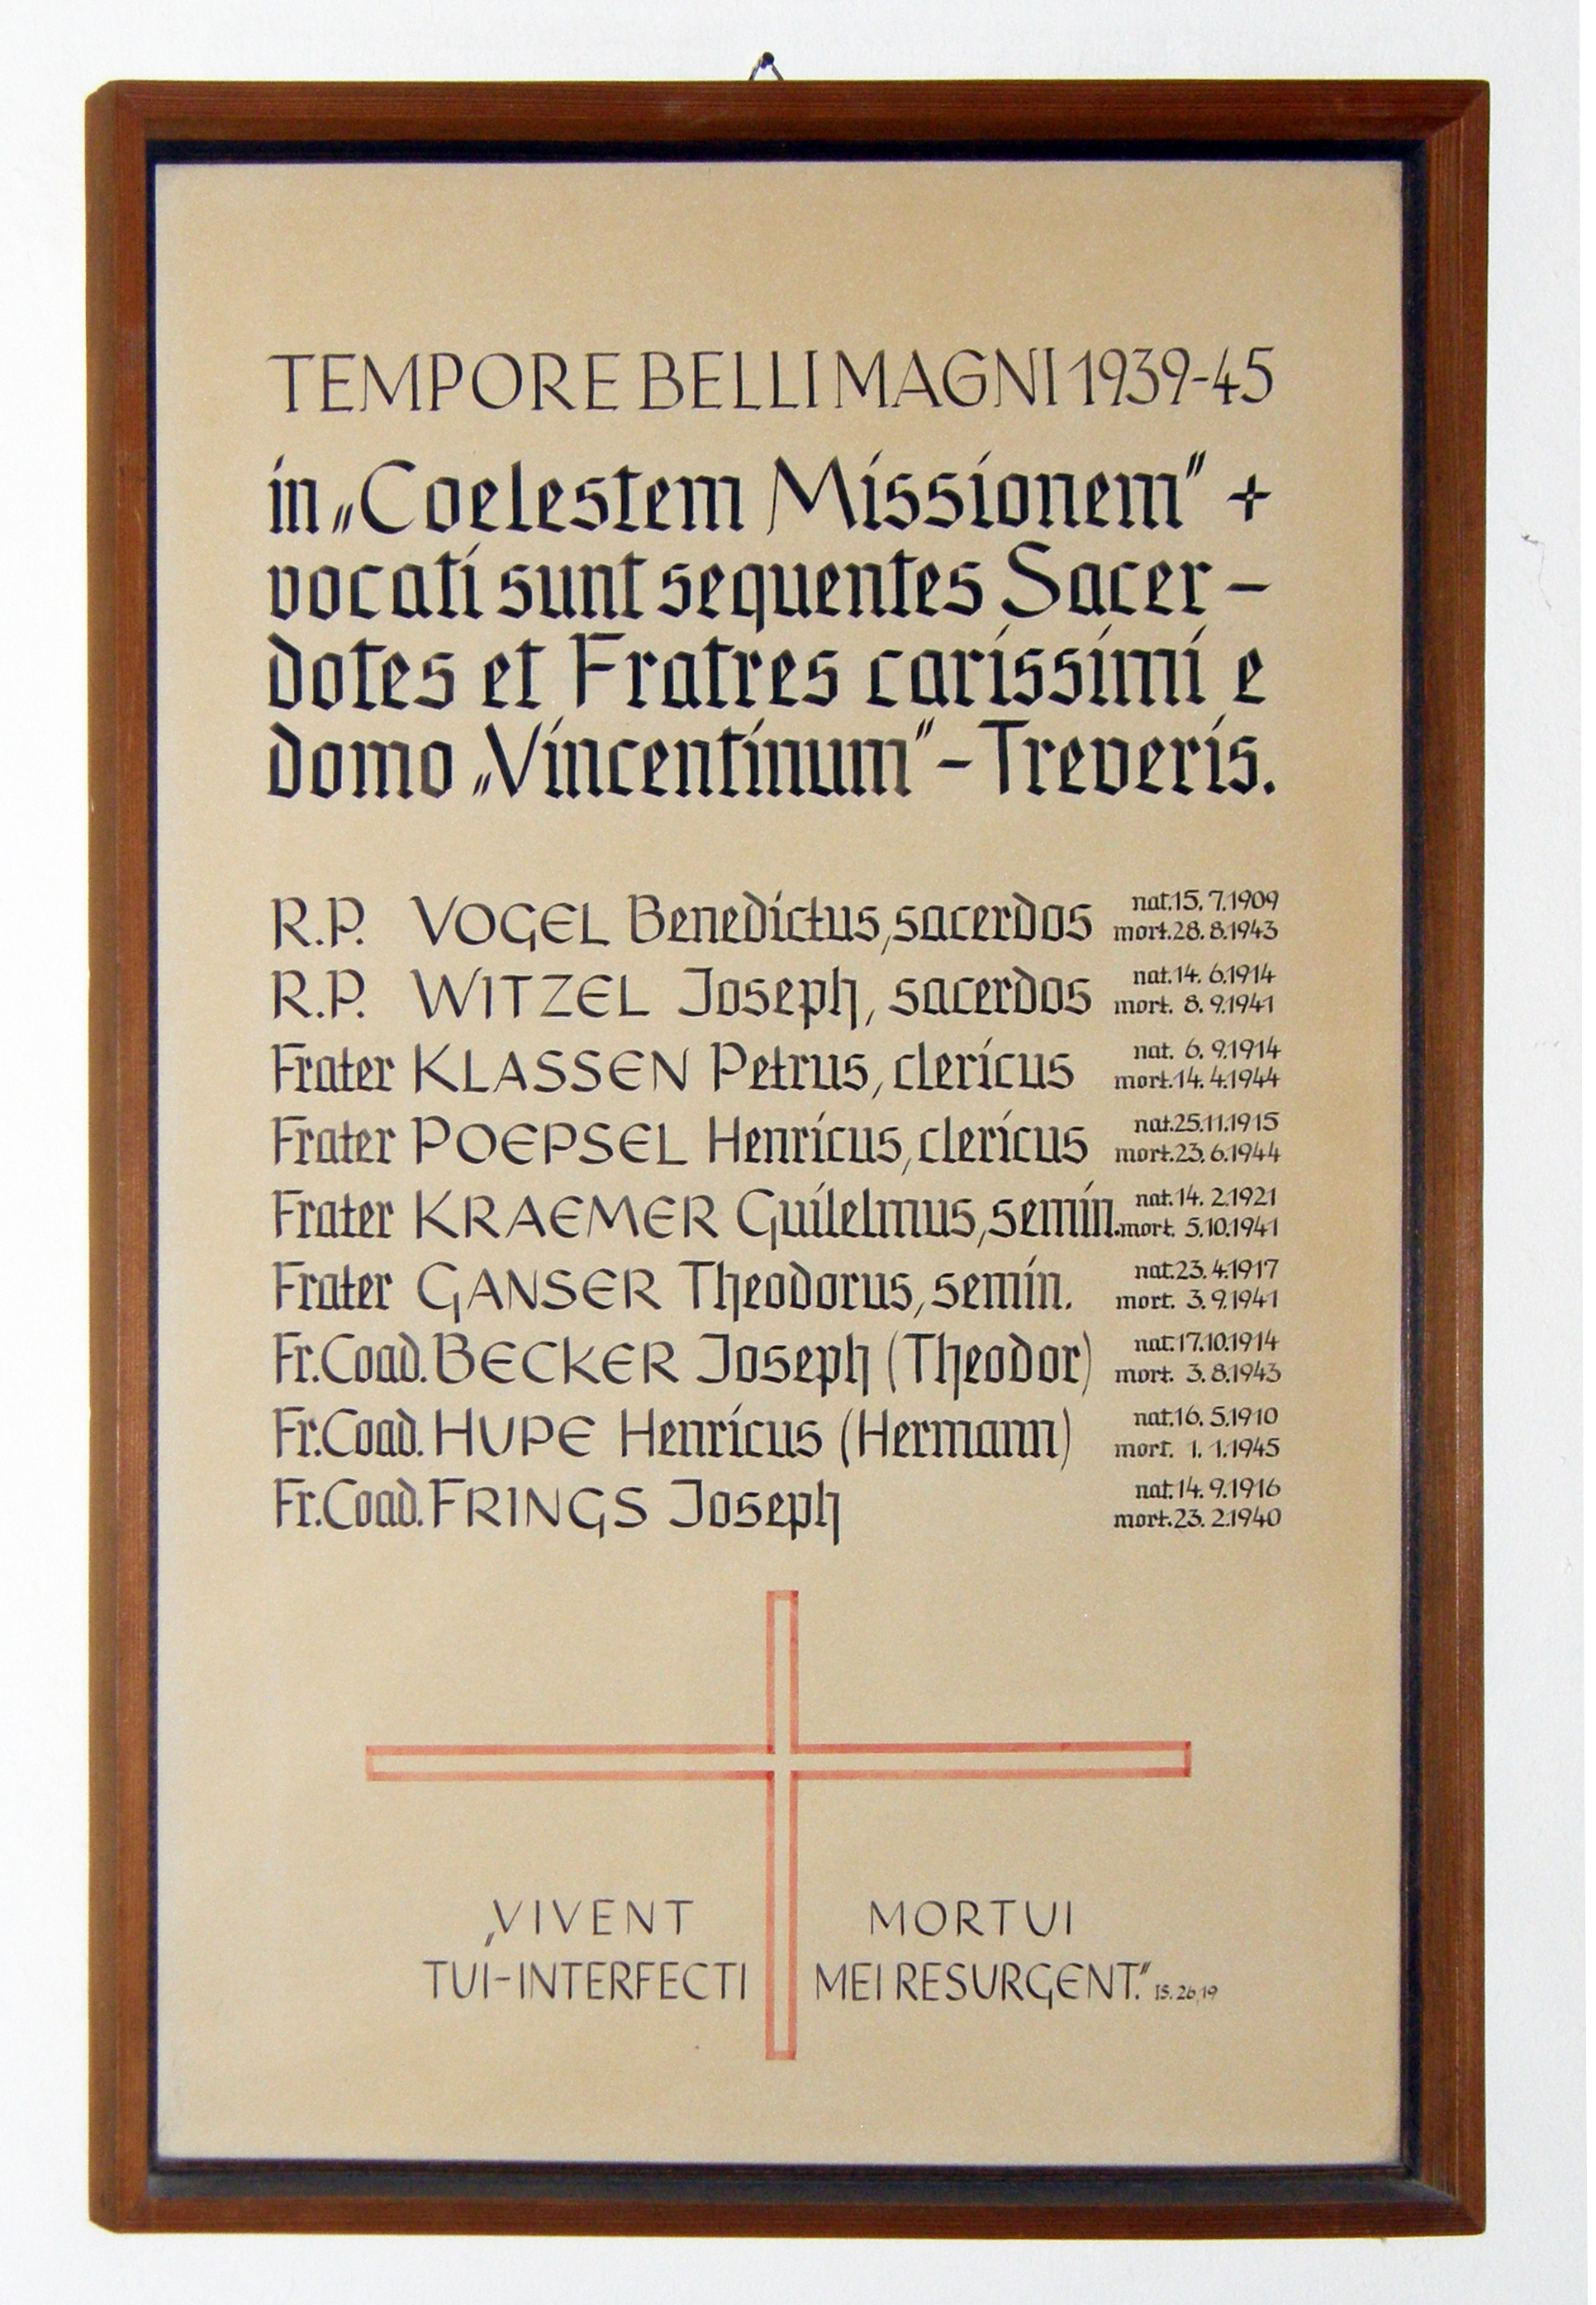 TEMPORE BELLI MAGNI 1939-45
in „Coelestem Missionem" +
vocati sunt sequentes Sacer-
dotes et Fratres carissimi e
domo „Vincentinum" - Treveris.
R.P. VOGEL Benedictus, sacerdos nat. 15. 7. 1909
mort. 28. 8. 1943
R.P. WITZEL Joseph, sacerdos nat. 14. 6. 1914
mort. 8. 9. 1941
Frater KLASSEN Petrus, clericus nat. 6. 9. 1914
mort. 14. 4. 1944
Frater POEPSEL Henricus, clericus nat. 25. 11. 1915
mort. 23. 6. 1944
Frater KRAEMER Guilelmus, semin. nat. 14. 2. 1921
mort. 5. 10. 1941
Frater GANSER Theodorus, semin. nat. 23. 4. 1917
mort. 3. 9. 1941
Fr. Coad. BECKER Joseph (Theodor) nat. 17. 10. 1914
mort. 3. 8. 1943
Fr. Coad. HUPE Henricus (Hermann) nat. 16. 5. 1910
mort. 1. 1. 1945
Fr. Coad. FRINGS Joseph nat. 14. 9. 1916
mort. 23. 2. 1940
„VIVENT MORTUI
TUI-INTERFECTI MEI RESURGENT." IS. 26,19